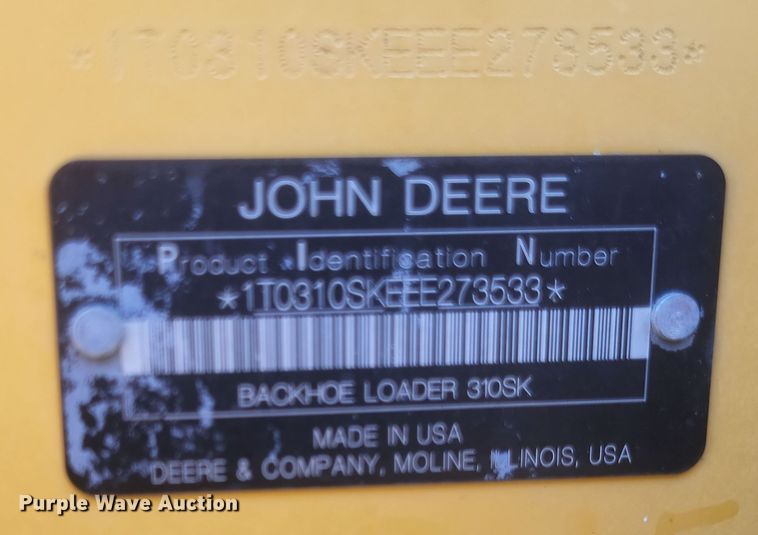 *1T0310SKEEE273533*
JOHN DEERE
Product Identification Number
*1T0310SKEEE273533*
BACKHOE LOADER 310SK
MADE IN USA
DEERE & COMPANY, MOLINE, ILLINOIS, USA
Purple Wave Auction